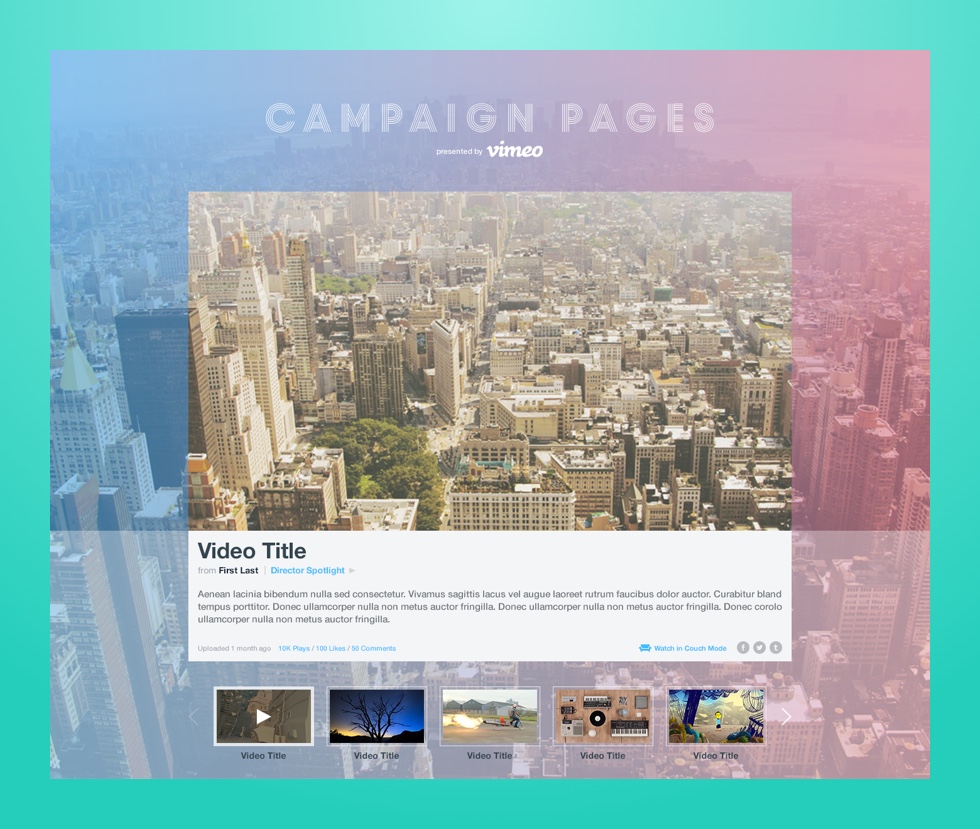 CAMPAIGN PAGES
presented by vimeo
Video Title
from First Last | Director Spotlight
Aenean lacinia bibendum nulla sed consectetur. Vivamus sagittis lacus vel augue laoreet rutrum faucibus dolor auctor. Curabitur bland
tempus porttitor. Donec ullamcorper nulla non metus auctor fringilla. Donec ullamcorper nulla non metus auctor fringilla. Donec corolo
ullamcorper nulla non metus auctor fringilla.
Uploaded 1 month ago 10K Plays / 100 Likes / 50 Comments Watch in Couch Mode f t
Video Title Video Title Video Title Video Title Video Title